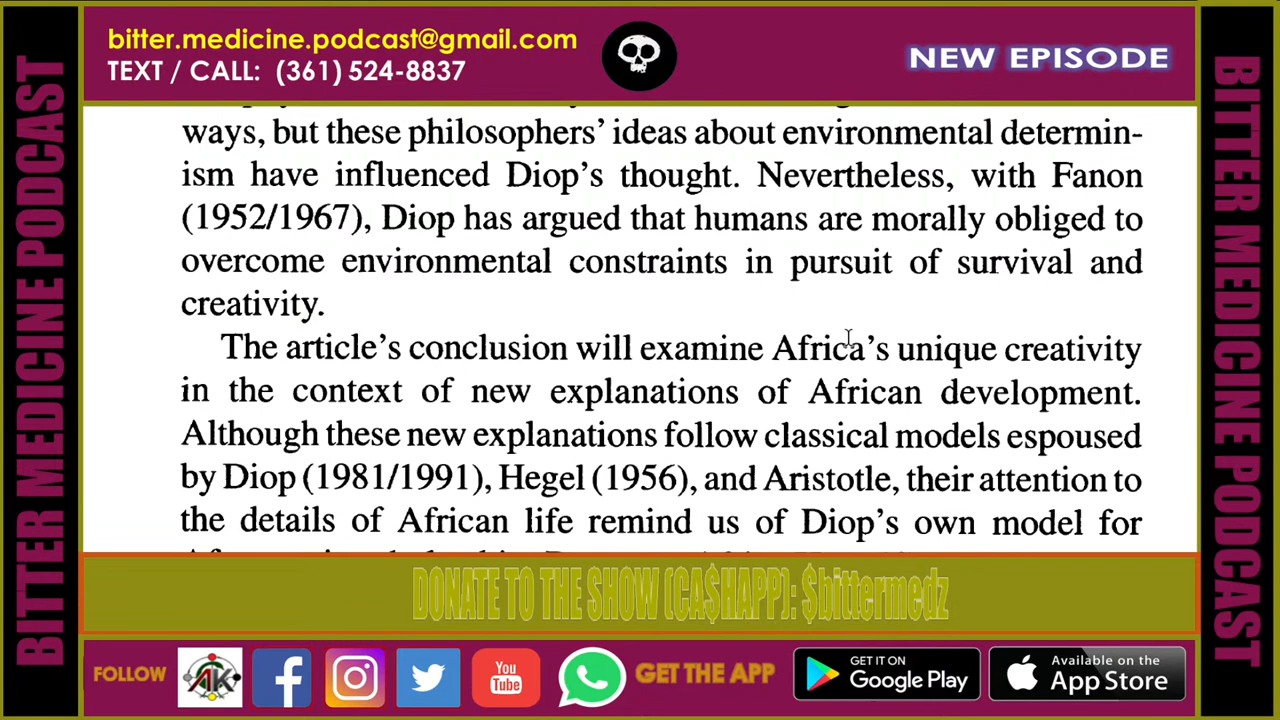 bitter.medicine.podcast@gmail.com
TEXT / CALL: (361) 524-8837
NEW EPISODE
BITTER MEDICINE PODCAST
ways, but these philosophers' ideas about environmental determin-
ism have influenced Diop's thought. Nevertheless, with Fanon
(1952/1967), Diop has argued that humans are morally obliged to
overcome environmental constraints in pursuit of survival and
creativity.
The article's conclusion will examine Africa's unique creativity
in the context of new explanations of African development.
Although these new explanations follow classical models espoused
by Diop (1981/1991), Hegel (1956), and Aristotle, their attention to
the details of African life remind us of Diop's own model for
BITTER MEDICINE PODCAST
DONATE TO THE SHOW (CA$HAPP): $bittermedz
FOLLOW
ATK
You
Tube
GET THE APP
GET IT ON
Google Play
Available on the
App Store